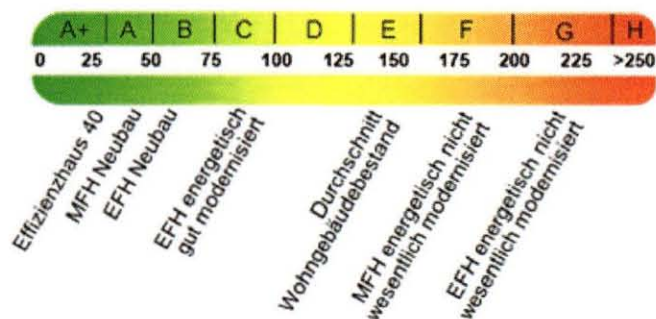 A+ A B C D E F G H
0 25 50 75 100 125 150 175 200 225 >250
Effizienzhaus 40
MFH Neubau
EFH Neubau
EFH energetisch
gut modernisiert
Durchschnitt
Wohngebäudebestand
MFH energetisch nicht
wesentlich modernisiert
EFH energetisch nicht
wesentlich modernisiert